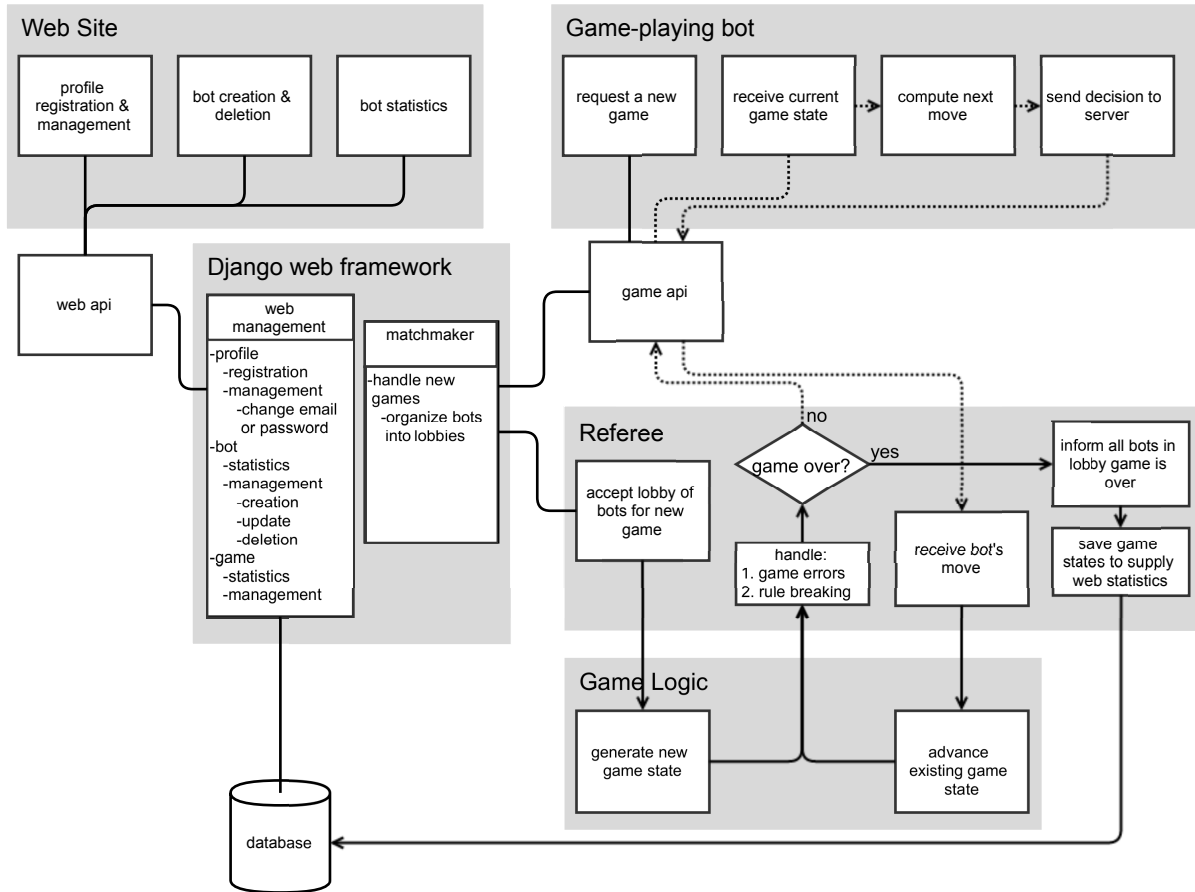 Web Site
profile
registration &
management
bot creation &
deletion
bot statistics
Game-playing bot
request a new
game
receive current
game state
compute next
move
send decision to
server
web api
Django web framework
web
management
-profile
-registration
-management
-change email
or password
-bot
-statistics
-management
-creation
-update
-deletion
-game
-statistics
-management
matchmaker
-handle new
games
-organize bots
into lobbies
game api
Referee
accept lobby of
bots for new
game
no
game over?
yes
handle:
1. game errors
2. rule breaking
receive bot's
move
inform all bots in
lobby game is
over
save game
states to supply
web statistics
Game Logic
generate new
game state
advance
existing game
state
database